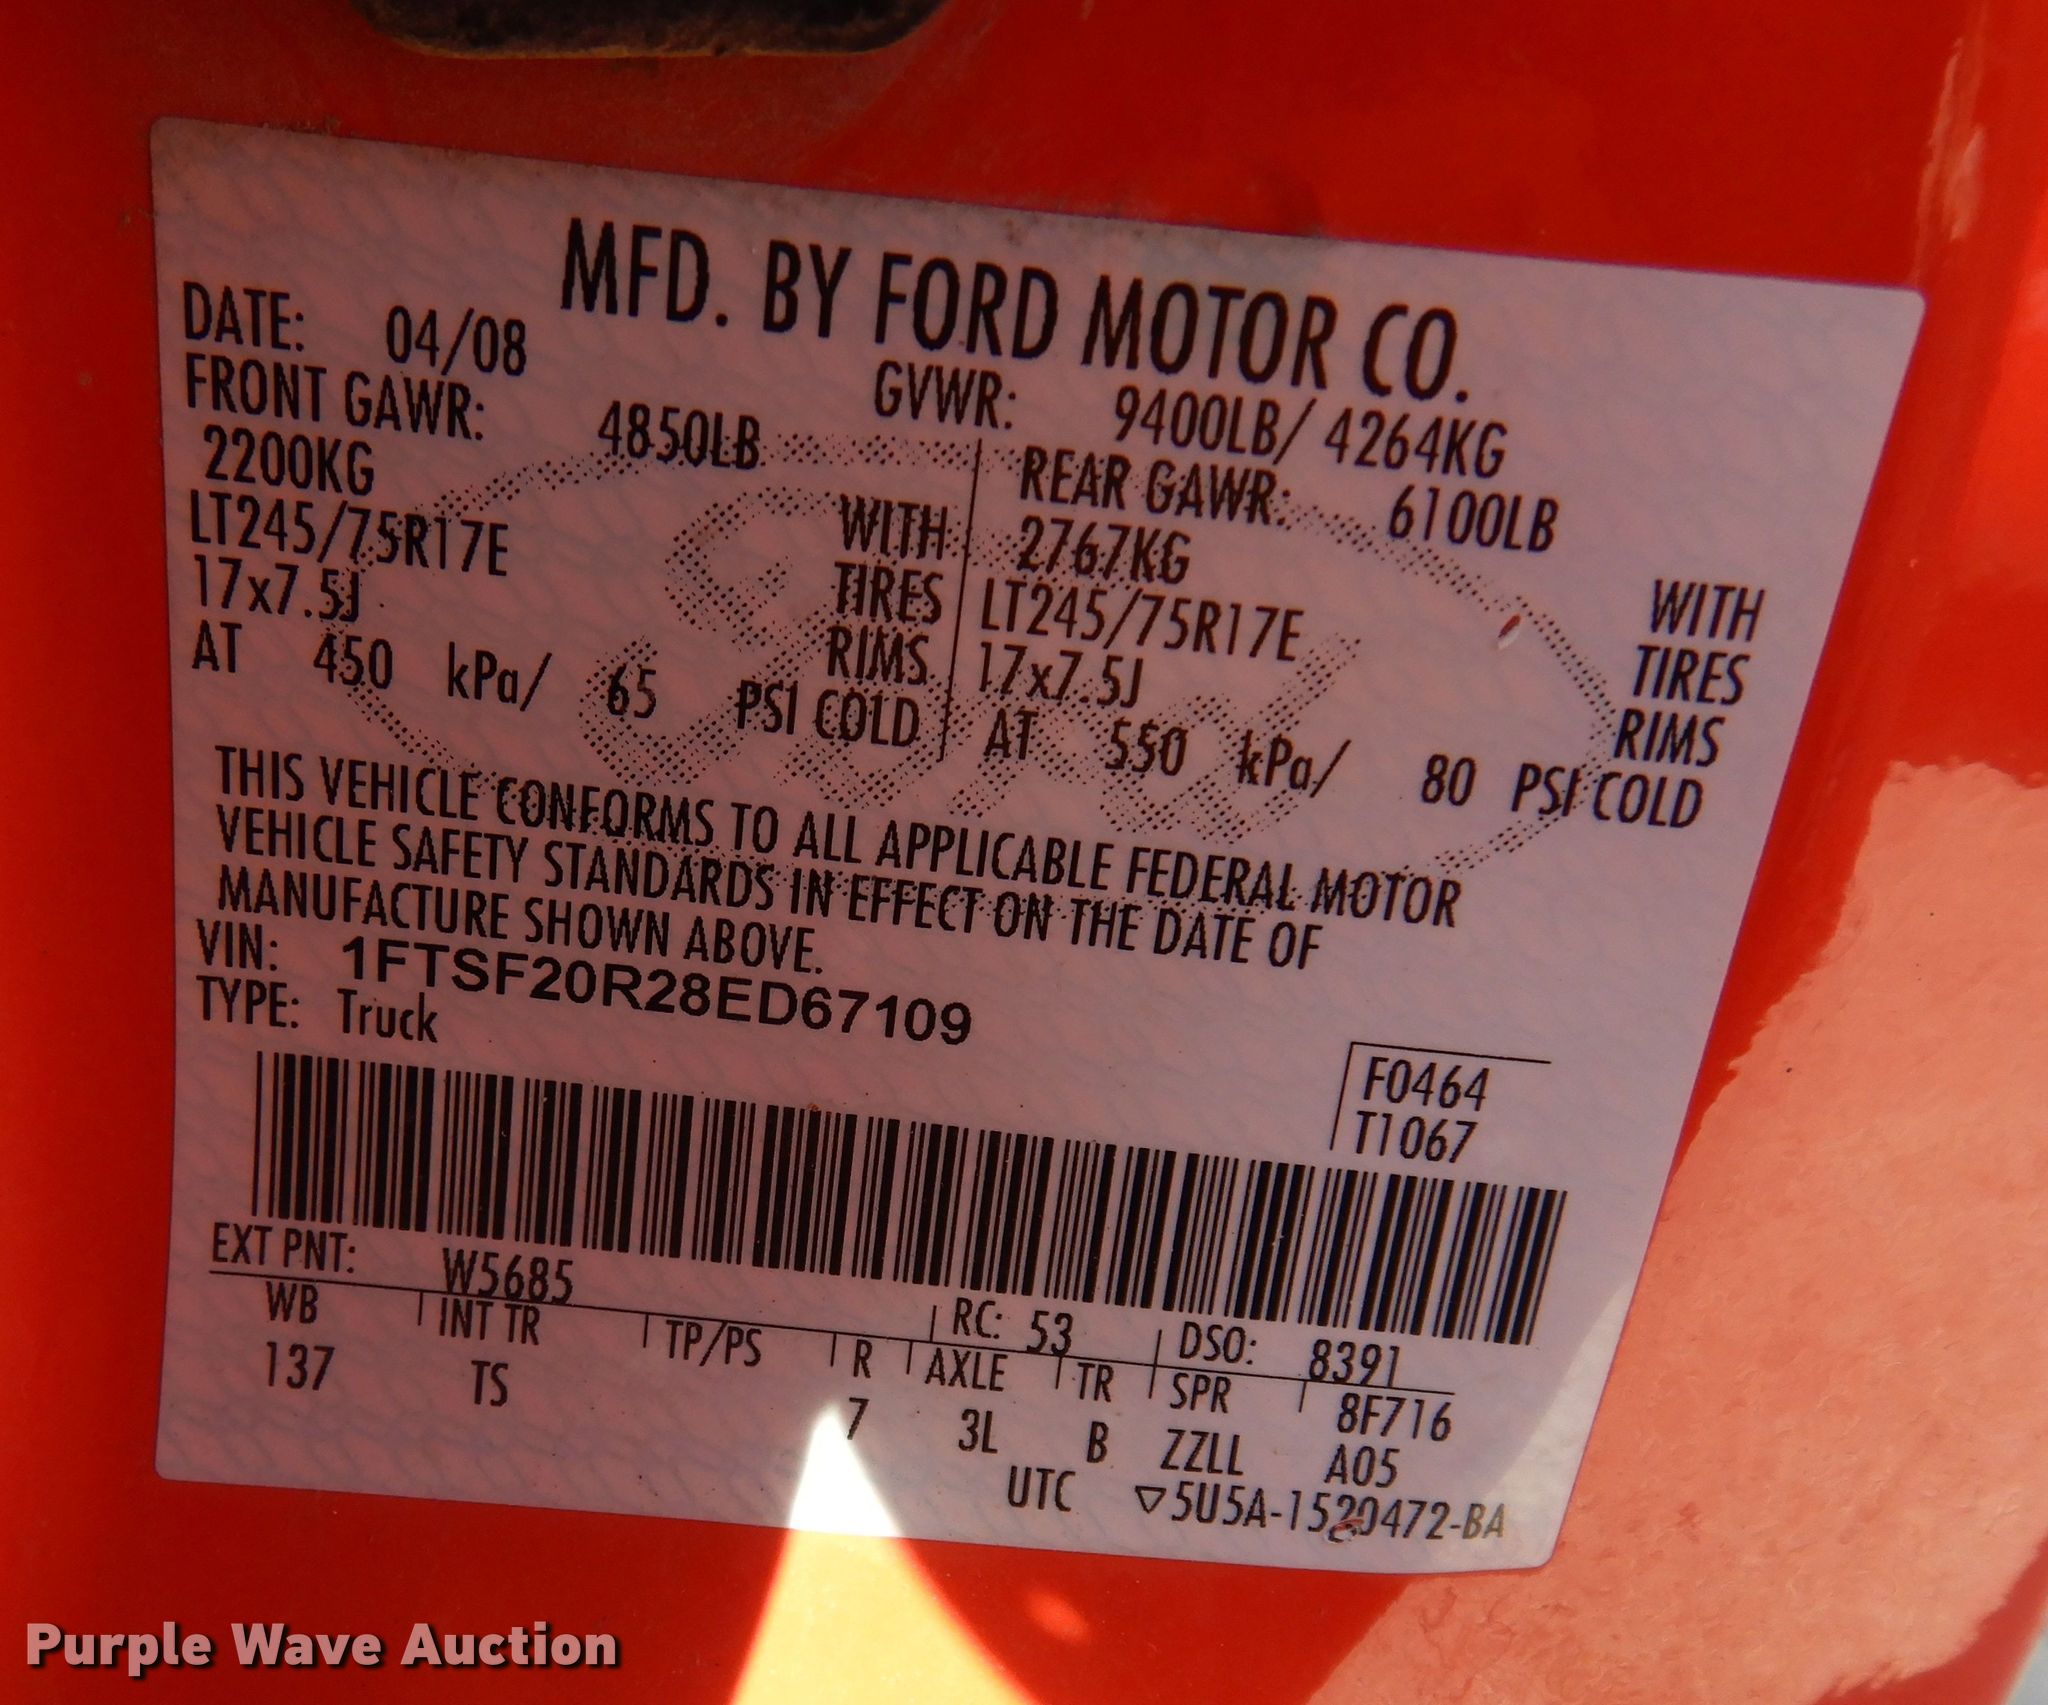 MFD. BY FORD MOTOR CO.
DATE: 04/08 GVWR: 9400LB/ 4264KG
FRONT GAWR: 4850LB REAR GAWR: 6100LB
2200KG WITH 2767KG WITH
LT245/75R17E TIRES LT245/75R17E TIRES
17x7.5J RIMS 17x7.5J RIMS
AT 450 kPa/ 65 PSI COLD AT 550 kPa/ 80 PSI COLD
THIS VEHICLE CONFORMS TO ALL APPLICABLE FEDERAL MOTOR
VEHICLE SAFETY STANDARDS IN EFFECT ON THE DATE OF
MANUFACTURE SHOWN ABOVE.
VIN: 1FTSF20R28ED67109
TYPE: Truck
F0464
T1067
EXT PNT: W5685 RC: 53 DSO: 8391
WB INT TR TP/PS R AXLE TR SPR 8F716
137 TS 7 3L B ZZLL A05
UTC ▽5U5A-1520472-BA
Purple Wave Auction